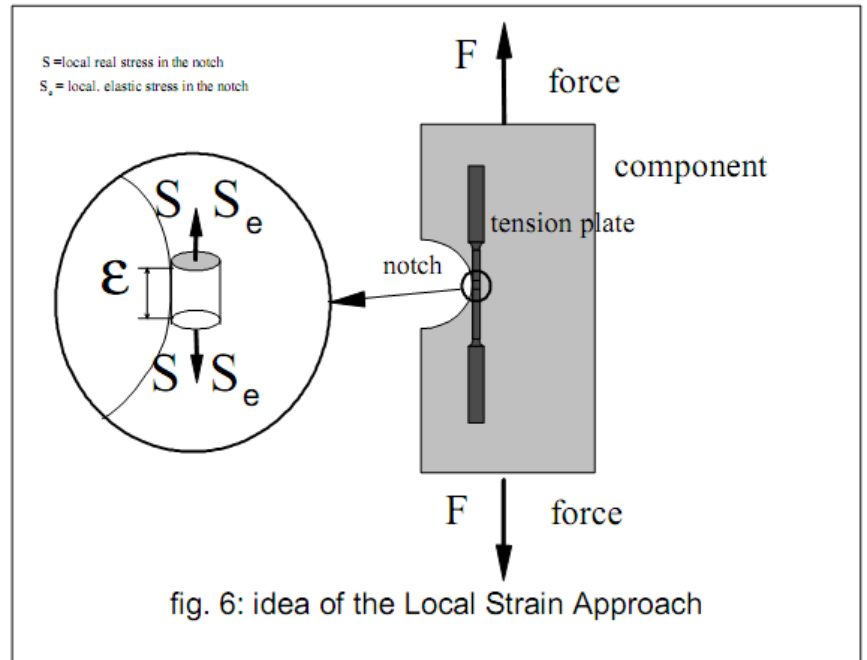 S =local real stress in the notch
Se = local. elastic stress in the notch
F
force
component
tension plate
notch
S Se
ε
S Se
F
force
fig. 6: idea of the Local Strain Approach